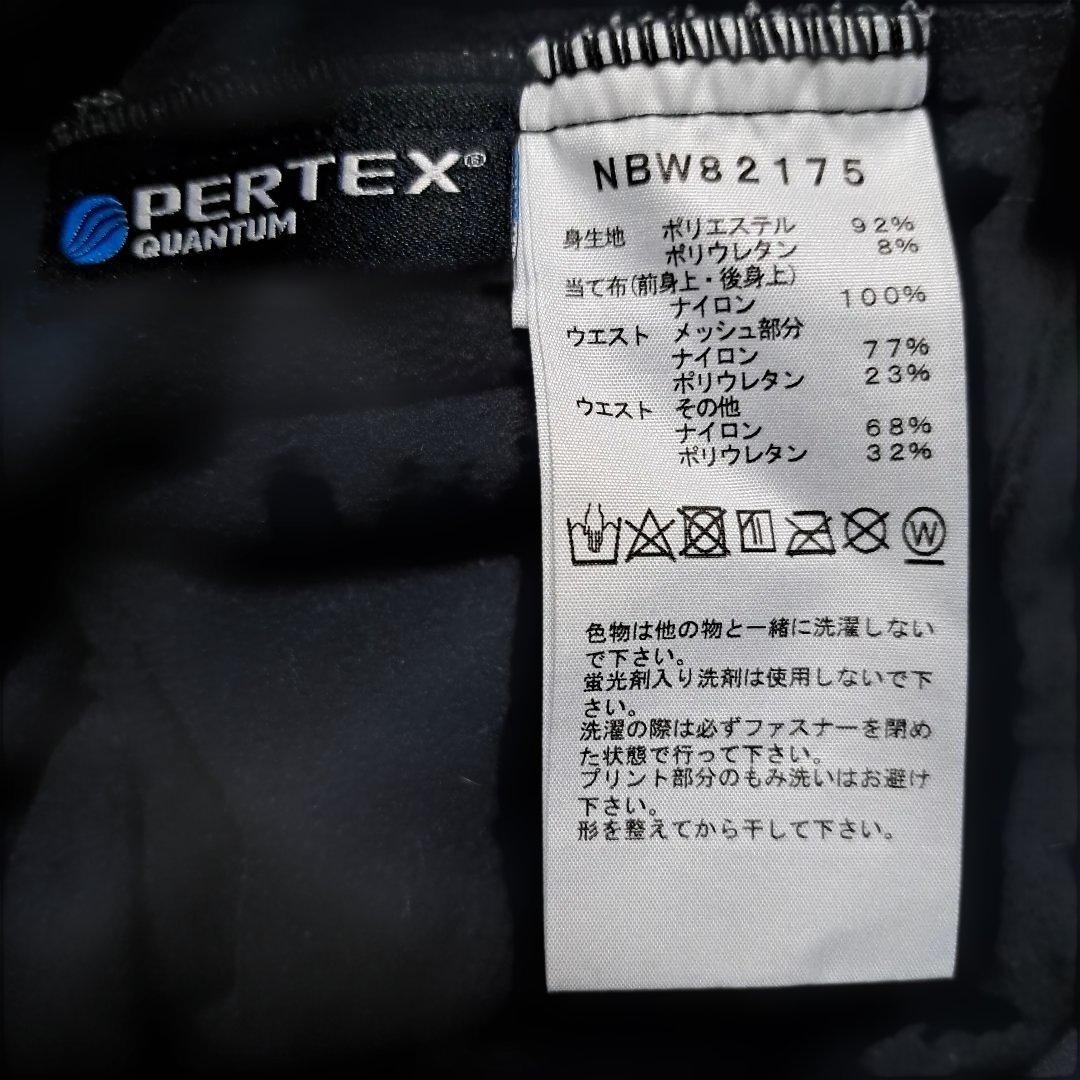 PERTEX®
QUANTUM
NBW82175
身生地 ポリエステル 92%
ポリウレタン 8%
当て布(前身上・後身上)
ナイロン 100%
ウエスト メッシュ部分
ナイロン 77%
ポリウレタン 23%
ウエスト その他
ナイロン 68%
ポリウレタン 32%
W
色物は他の物と一緒に洗濯しない
で下さい。
蛍光剤入り洗剤は使用しないで下
さい。
洗濯の際は必ずファスナーを閉め
た状態で行って下さい。
プリント部分のもみ洗いはお避け
下さい。
形を整えてから干して下さい。